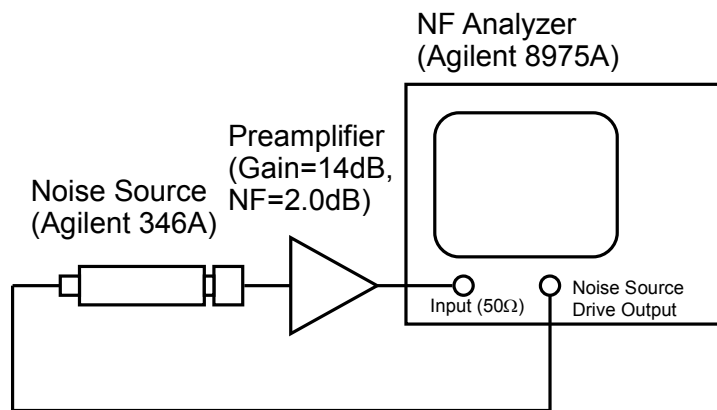 NF Analyzer
(Agilent 8975A)
Preamplifier
(Gain=14dB,
NF=2.0dB)
Noise Source
(Agilent 346A)
Input (50Ω)
Noise Source
Drive Output